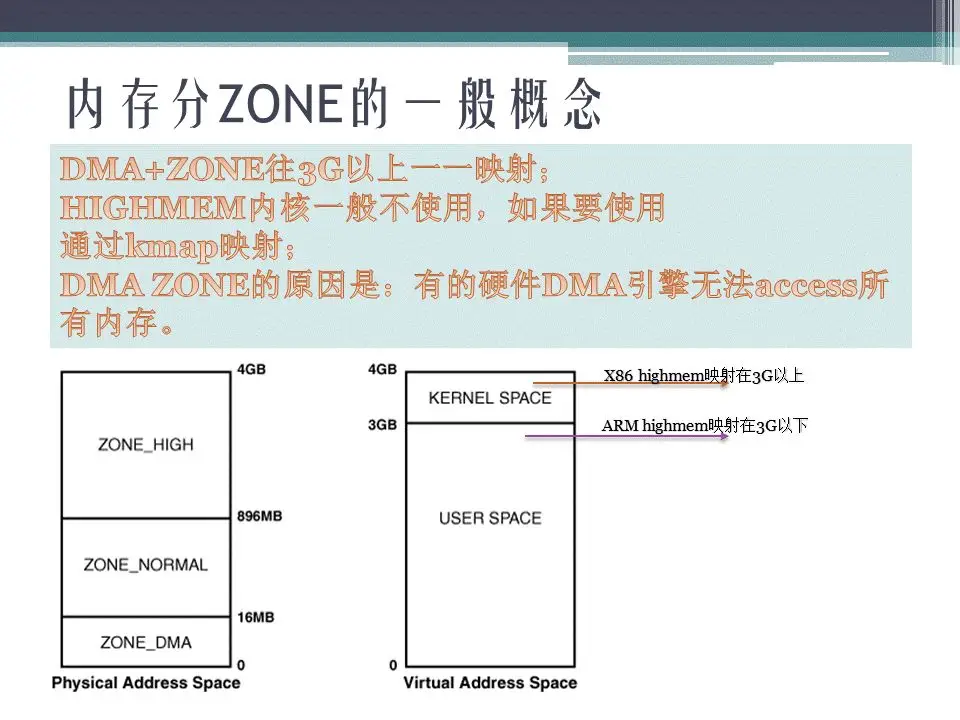 内存分ZONE的一般概念
DMA+ZONE往3G以上一一映射；
HIGHMEM内核一般不使用，如果要使用
通过kmap映射；
DMA ZONE的原因是：有的硬件DMA引擎无法access所
有内存。
4GB
ZONE_HIGH
896MB
ZONE_NORMAL
16MB
ZONE_DMA
0
Physical Address Space
4GB
KERNEL SPACE
3GB
USER SPACE
0
Virtual Address Space
X86 highmem映射在3G以上
ARM highmem映射在3G以下